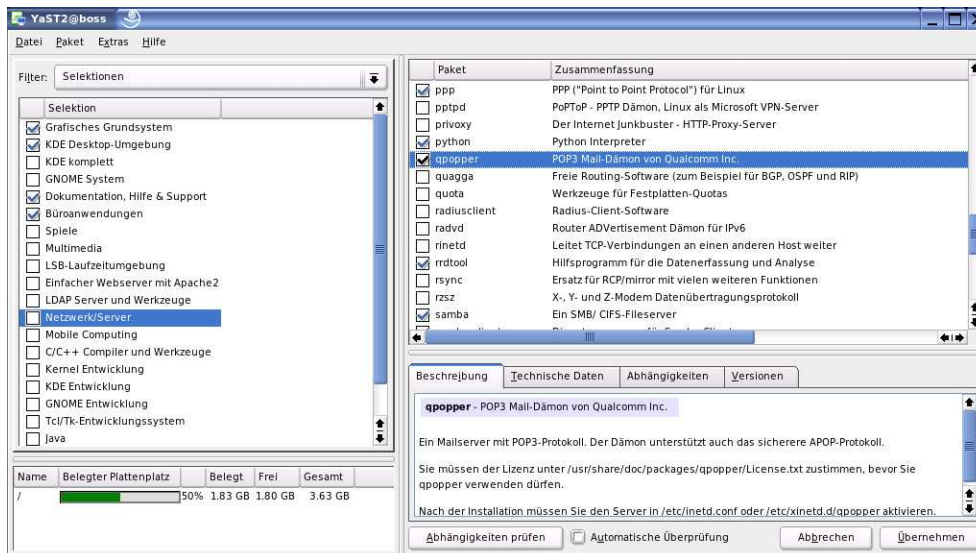 YaST2@boss
Datei Paket Extras Hilfe
Filter: Selektionen
Selektion
Grafisches Grundsystem
KDE Desktop-Umgebung
KDE komplett
GNOME System
Dokumentation, Hilfe & Support
Büroanwendungen
Spiele
Multimedia
LSB-Laufzeitumgebung
Einfacher Webserver mit Apache2
LDAP Server und Werkzeuge
Netzwerk/Server
Mobile Computing
C/C++ Compiler und Werkzeuge
Kernel Entwicklung
KDE Entwicklung
GNOME Entwicklung
Tcl/Tk-Entwicklungssystem
Java
Name Belegter Plattenplatz Belegt Frei Gesamt
/ 50% 1.83 GB 1.80 GB 3.63 GB
Paket Zusammenfassung
ppp PPP ("Point to Point Protocol") für Linux
pptpd PoPToP - PPTP Dämon, Linux als Microsoft VPN-Server
privoxy Der Internet Junkbuster - HTTP-Proxy-Server
python Python Interpreter
qpopper POP3 Mail-Dämon von Qualcomm Inc.
quagga Freie Routing-Software (zum Beispiel für BGP, OSPF und RIP)
quota Werkzeuge für Festplatten-Quotas
radiusclient Radius-Client-Software
radvd Router ADVertisement Dämon für IPv6
rinetd Leitet TCP-Verbindungen an einen anderen Host weiter
rrdtool Hilfsprogramm für die Datenerfassung und Analyse
rsync Ersatz für RCP/mirror mit vielen weiteren Funktionen
rzsz X-, Y- und Z-Modem Datenübertragungsprotokoll
samba Ein SMB/ CIFS-Fileserver
Beschreibung Technische Daten Abhängigkeiten Versionen
qpopper - POP3 Mail-Dämon von Qualcomm Inc.
Ein Mailserver mit POP3-Protokoll. Der Dämon unterstützt auch das sicherere APOP-Protokoll.
Sie müssen der Lizenz unter /usr/share/doc/packages/qpopper/License.txt zustimmen, bevor Sie
qpopper verwenden dürfen.
Nach der Installation müssen Sie den Server in /etc/inetd.conf oder /etc/xinetd.d/qpopper aktivieren.
Abhängigkeiten prüfen Automatische Überprüfung Abbrechen Übernehmen